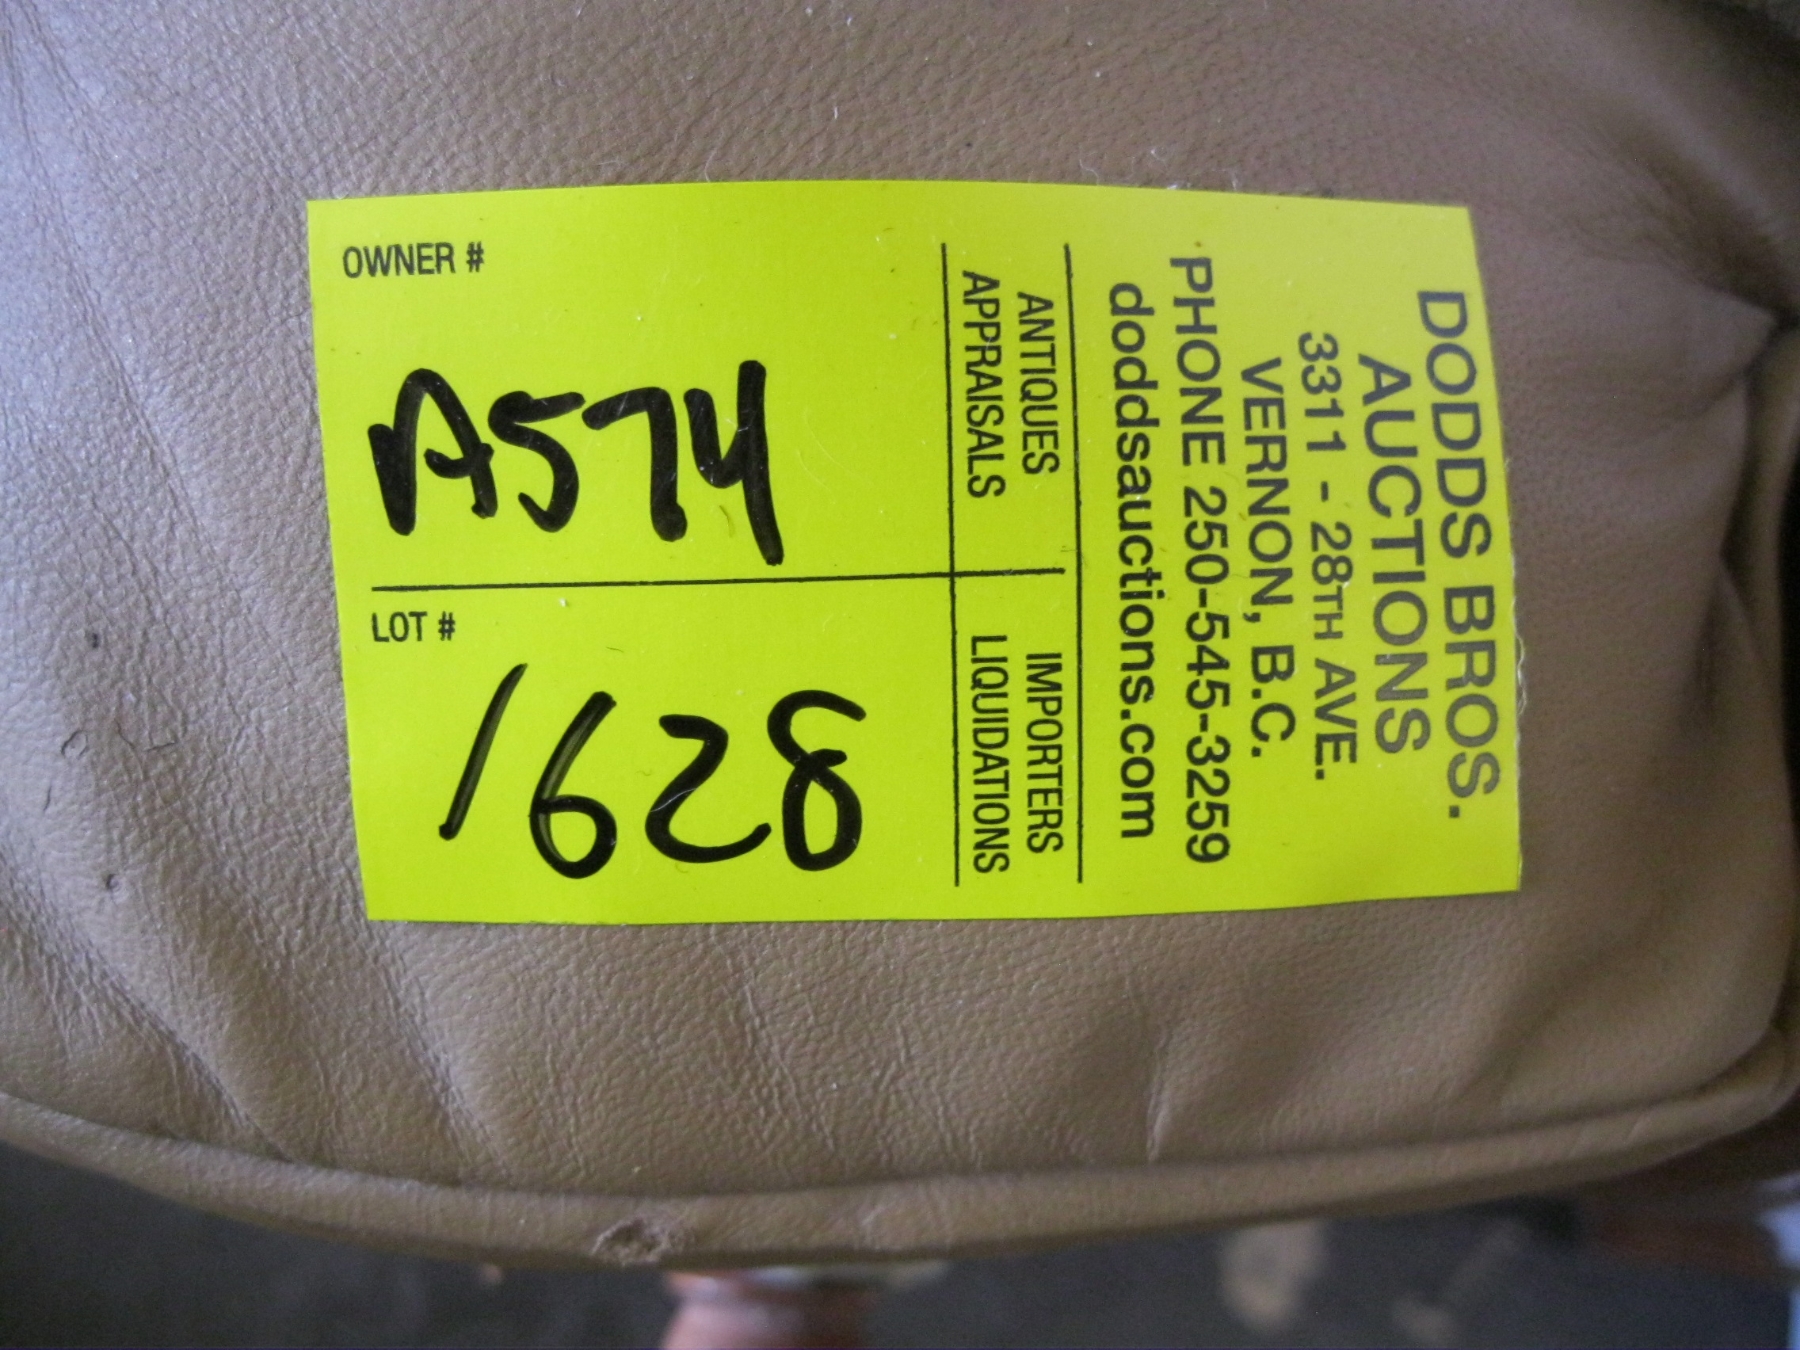 DODDS BROS.
AUCTIONS
3311 - 28TH AVE.
VERNON, B.C.
PHONE 250-545-3259
doddsauctions.com
ANTIQUES
APPRAISALS
IMPORTERS
LIQUIDATIONS
OWNER #
A574
LOT #
1628